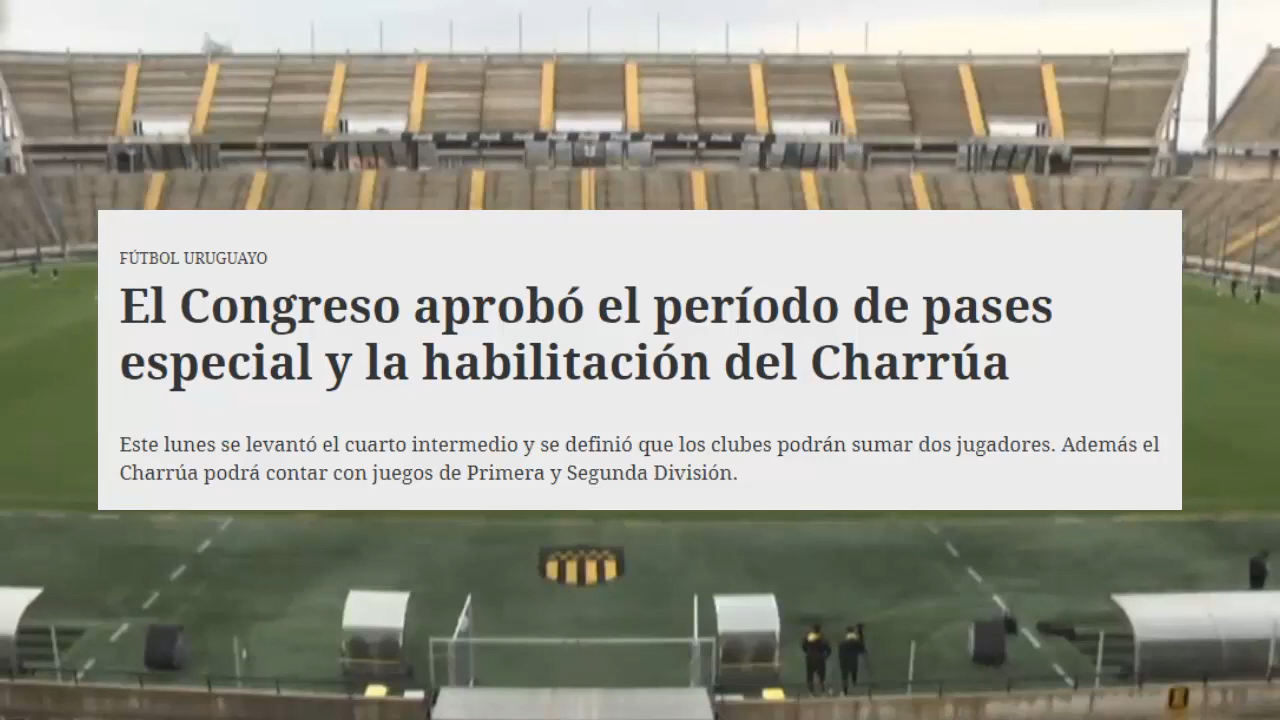 FÚTBOL URUGUAYO
El Congreso aprobó el período de pases
especial y la habilitación del Charrúa
Este lunes se levantó el cuarto intermedio y se definió que los clubes podrán sumar dos jugadores. Además el
Charrúa podrá contar con juegos de Primera y Segunda División.